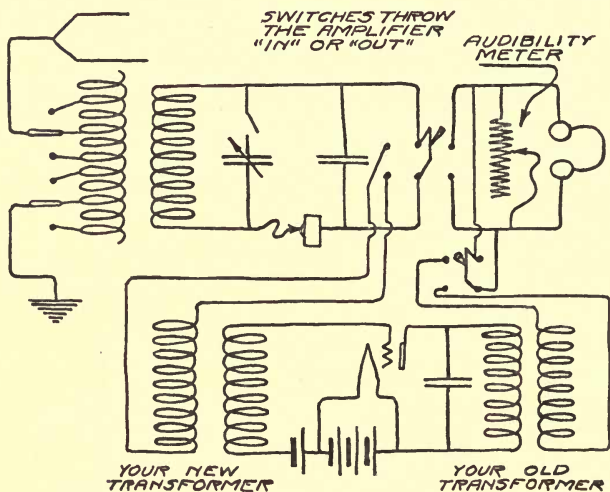 SWITCHES THROW
THE AMPLIFIER
"IN" OR "OUT"
AUDIBILITY
METER
YOUR NEW
TRANSFORMER
YOUR OLD
TRANSFORMER